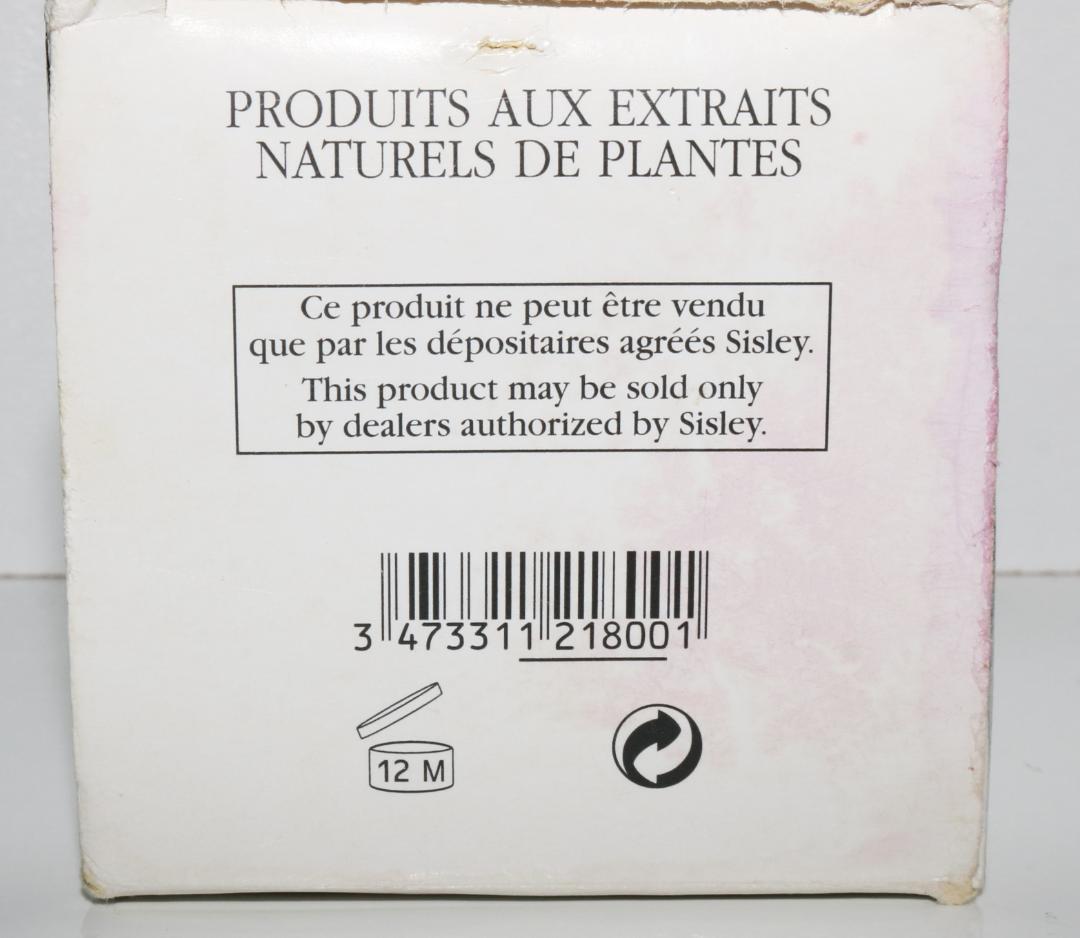 PRODUITS AUX EXTRAITS
NATURELS DE PLANTES
Ce produit ne peut être vendu
que par les dépositaires agréés Sisley.
This product may be sold only
by dealers authorized by Sisley.
3 473311 218001
12 M